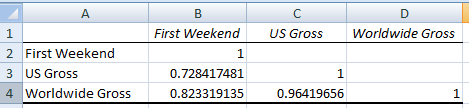 A B C D
1 First Weekend US Gross Worldwide Gross
2 First Weekend 1
3 US Gross 0.728417481 1
4 Worldwide Gross 0.823319135 0.96419656 1